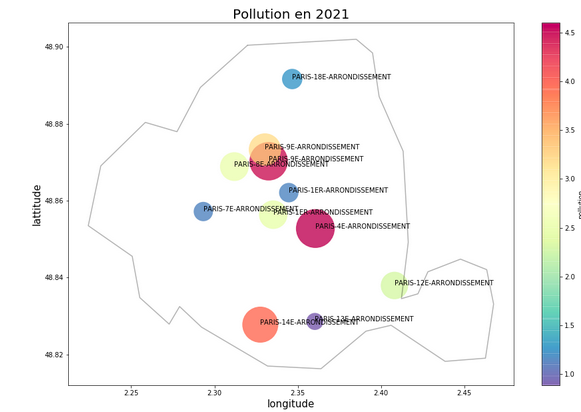 Pollution en 2021
48.90
48.88
48.86
48.84
48.82
lattitude
PARIS-18E-ARRONDISSEMENT
PARIS-9E-ARRONDISSEMENT
PARIS-9E-ARRONDISSEMENT
PARIS-8E-ARRONDISSEMENT
PARIS-1ER-ARRONDISSEMENT
PARIS-7E-ARRONDISSEMENT
PARIS-1ER-ARRONDISSEMENT
PARIS-4E-ARRONDISSEMENT
PARIS-12E-ARRONDISSEMENT
PARIS-13E-ARRONDISSEMENT
PARIS-14E-ARRONDISSEMENT
2.25 2.30 2.35 2.40 2.45
longitude
4.5
4.0
3.5
3.0
2.5
2.0
1.5
1.0
pollution